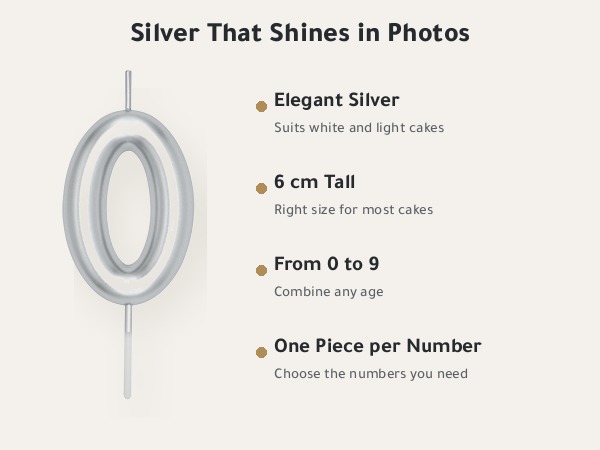 Silver That Shines in Photos
Elegant Silver
Suits white and light cakes
6 cm Tall
Right size for most cakes
From 0 to 9
Combine any age
One Piece per Number
Choose the numbers you need